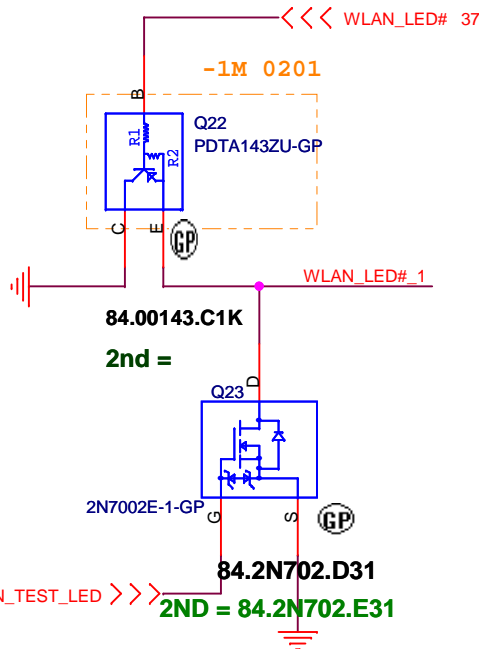 WLAN_LED# 37
-1M 0201
B
Q22
PDTA143ZU-GP
R1
R2
C
E
GP
WLAN_LED#_1
84.00143.C1K
2nd =
D
Q23
2N7002E-1-GP
G
S
GP
84.2N702.D31
N_TEST_LED
2ND = 84.2N702.E31